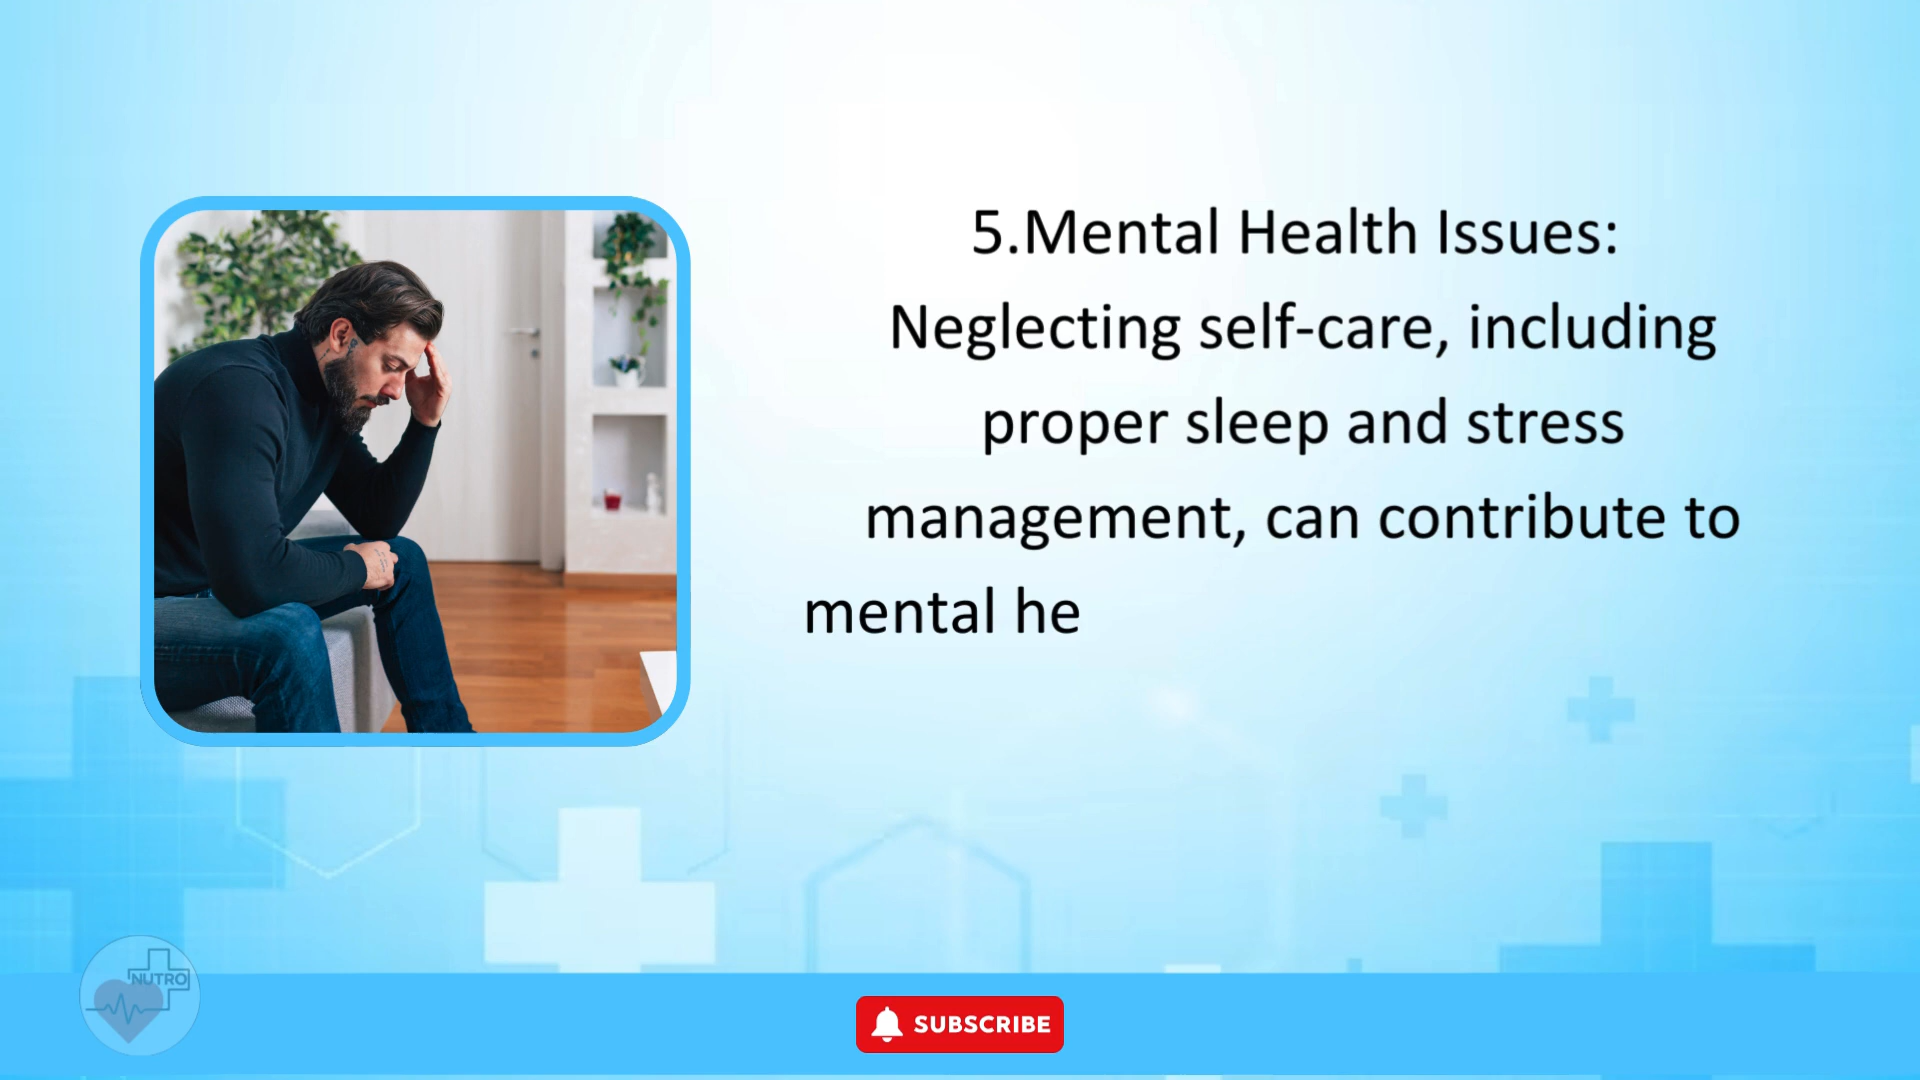 5.Mental Health Issues:
Neglecting self-care, including
proper sleep and stress
management, can contribute to
mental he
NUTRO
SUBSCRIBE